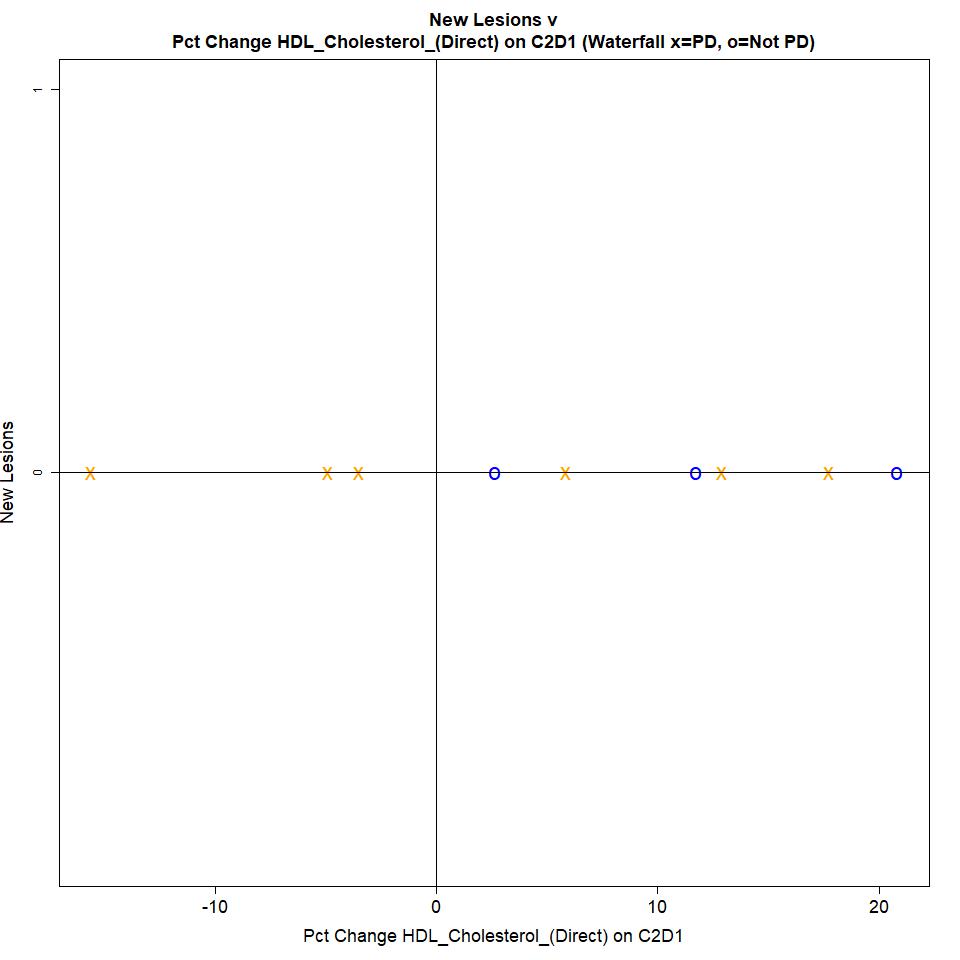 New Lesions v
Pct Change HDL_Cholesterol_(Direct) on C2D1 (Waterfall x=PD, o=Not PD)
1
0
New Lesions
x x x o x o x x o
-10 0 10 20
Pct Change HDL_Cholesterol_(Direct) on C2D1